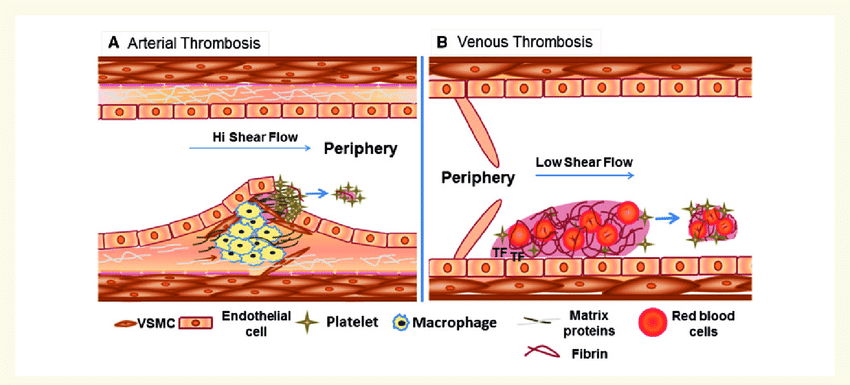 A Arterial Thrombosis
B Venous Thrombosis
Hi Shear Flow
Periphery
Periphery
Low Shear Flow
TF TF
VSMC
Endothelial
cell
Platelet
Macrophage
Matrix
proteins
Red blood
cells
Fibrin